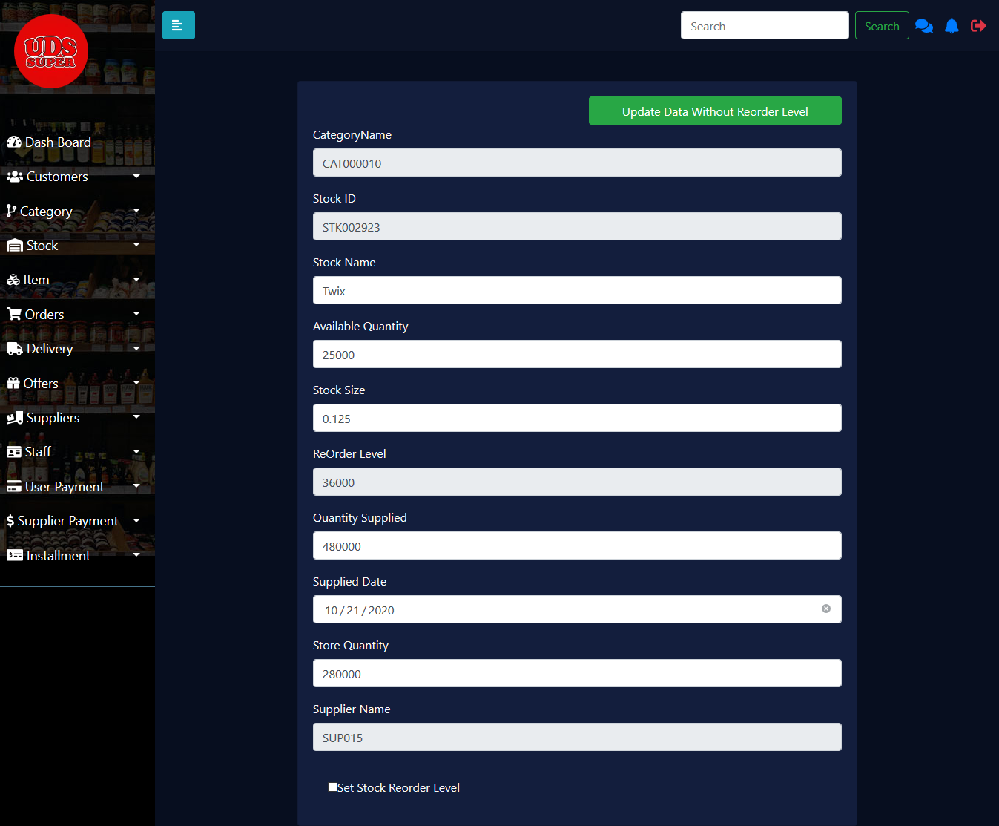 UDS
SUPER
Search
Search
Dash Board
Customers
Category
Stock
Item
Orders
Delivery
Offers
Suppliers
Staff
User Payment
Supplier Payment
Installment
Update Data Without Reorder Level
CategoryName
CAT000010
Stock ID
STK002923
Stock Name
Twix
Available Quantity
25000
Stock Size
0.125
ReOrder Level
36000
Quantity Supplied
480000
Supplied Date
10 / 21 / 2020
Store Quantity
280000
Supplier Name
SUP015
Set Stock Reorder Level